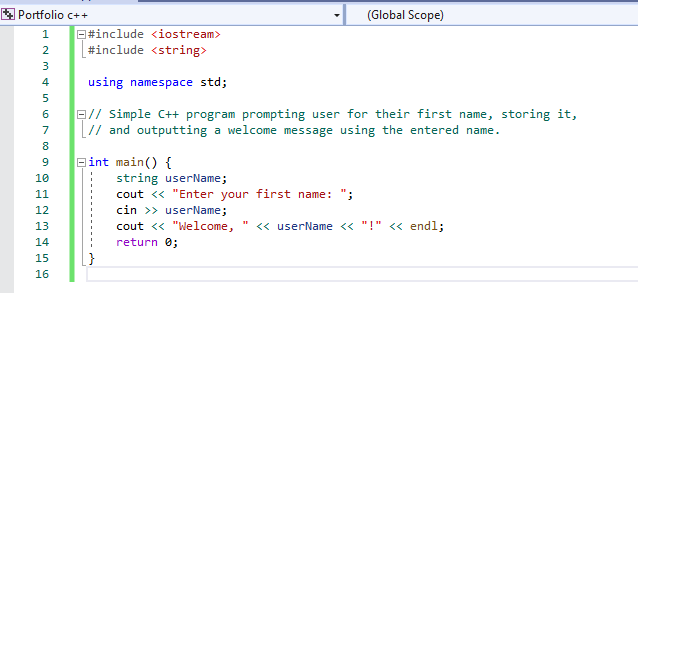 Portfolio c++
(Global Scope)
1 #include <iostream>
2 #include <string>
3
4 using namespace std;
5
6 // Simple C++ program prompting user for their first name, storing it,
7 // and outputting a welcome message using the entered name.
8
9 int main() {
10     string userName;
11     cout << "Enter your first name: ";
12     cin >> userName;
13     cout << "Welcome, " << userName << "!" << endl;
14     return 0;
15 }
16